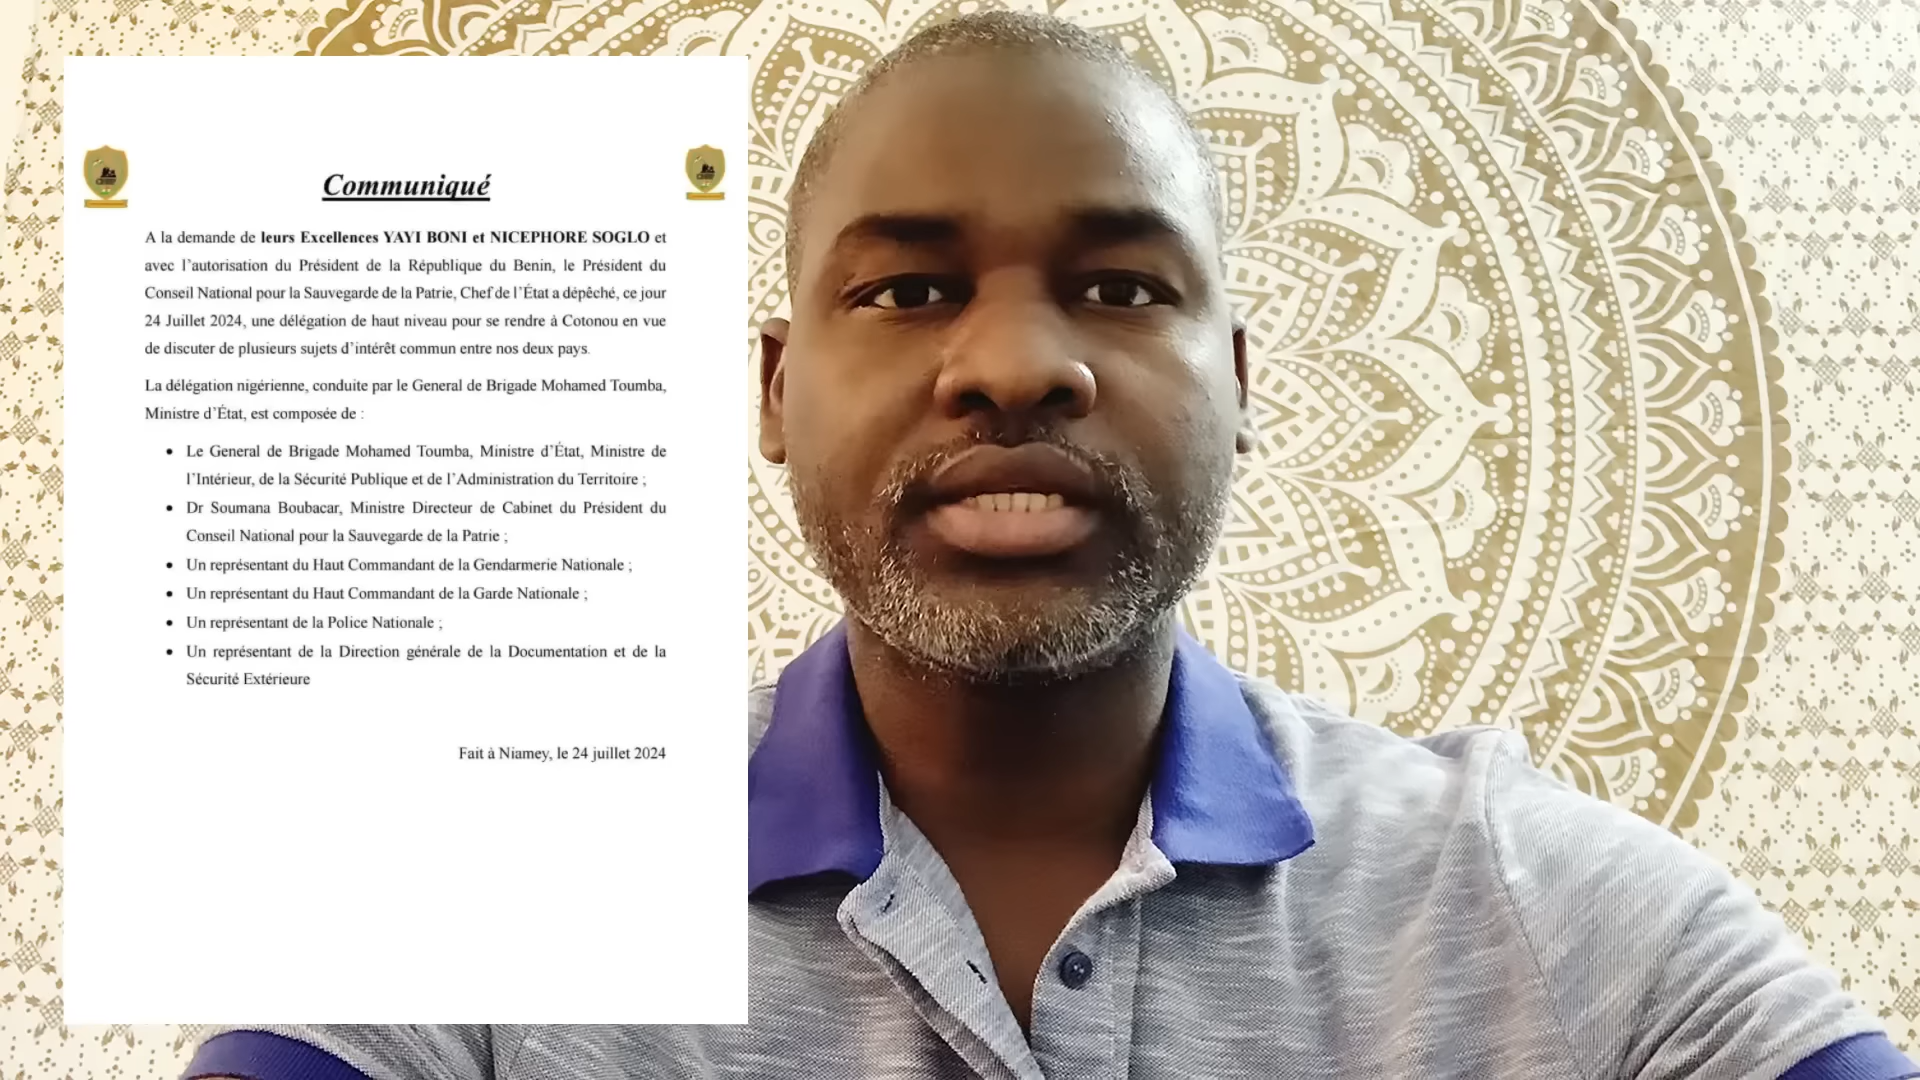 Communiqué
A la demande de leurs Excellences YAYI BONI et NICEPHORE SOGLO et
avec l'autorisation du Président de la République du Benin, le Président du
Conseil National pour la Sauvegarde de la Patrie, Chef de l'État a dépêché, ce jour
24 Juillet 2024, une délégation de haut niveau pour se rendre à Cotonou en vue
de discuter de plusieurs sujets d'intérêt commun entre nos deux pays.
La délégation nigérienne, conduite par le General de Brigade Mohamed Toumba,
Ministre d'État, est composée de :
• Le General de Brigade Mohamed Toumba, Ministre d'État, Ministre de
l'Intérieur, de la Sécurité Publique et de l'Administration du Territoire ;
• Dr Soumana Boubacar, Ministre Directeur de Cabinet du Président du
Conseil National pour la Sauvegarde de la Patrie ;
• Un représentant du Haut Commandant de la Gendarmerie Nationale ;
• Un représentant du Haut Commandant de la Garde Nationale ;
• Un représentant de la Police Nationale ;
• Un représentant de la Direction générale de la Documentation et de la
Sécurité Extérieure
Fait à Niamey, le 24 juillet 2024